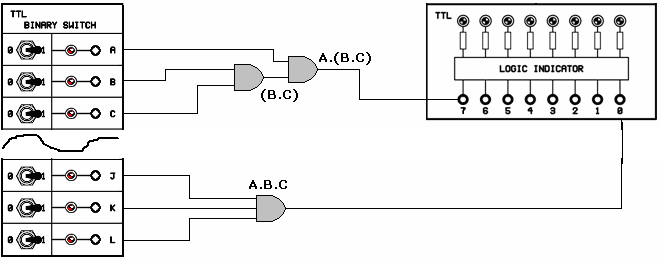 TTL
BINARY SWITCH
0 1 A
0 1 B
0 1 C
A.(B.C)
(B.C)
TTL
LOGIC INDICATOR
7 6 5 4 3 2 1 0
0 1 J
0 1 K
0 1 L
A.B.C